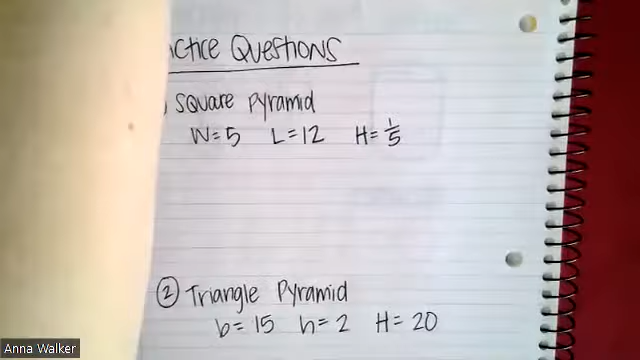 ctice Questions
) Square Pyramid
W=5 L=12 H=1/5
② Triangle Pyramid
b=15 h=2 H=20
Anna Walker